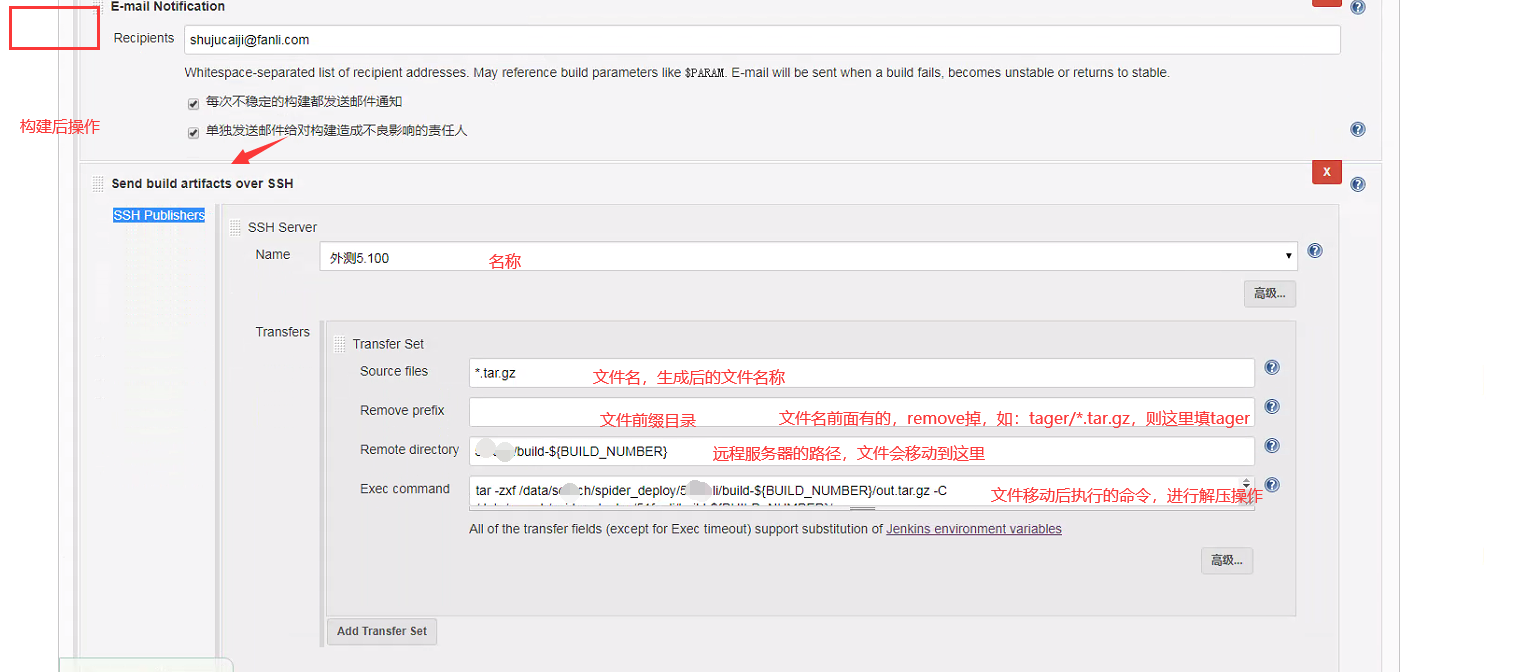 E-mail Notification
Recipients shujucaiji@fanli.com
Whitespace-separated list of recipient addresses. May reference build parameters like $PARAM. E-mail will be sent when a build fails, becomes unstable or returns to stable.
每次不稳定的构建都发送邮件通知
构建后操作
单独发送邮件给对构建造成不良影响的责任人
X
Send build artifacts over SSH
SSH Publishers
SSH Server
Name 外测5.100 名称
高级...
Transfers
Transfer Set
Source files *.tar.gz 文件名，生成后的文件名称
Remove prefix 文件前缀目录 文件名前面有的，remove掉，如：tager/*.tar.gz，则这里填tager
Remote directory /build-${BUILD_NUMBER} 远程服务器的路径，文件会移动到这里
Exec command tar -zxf /data/s ch/spider_deploy/5 li/build-${BUILD_NUMBER}/out.tar.gz -C 文件移动后执行的命令，进行解压操作
All of the transfer fields (except for Exec timeout) support substitution of Jenkins environment variables
高级...
Add Transfer Set